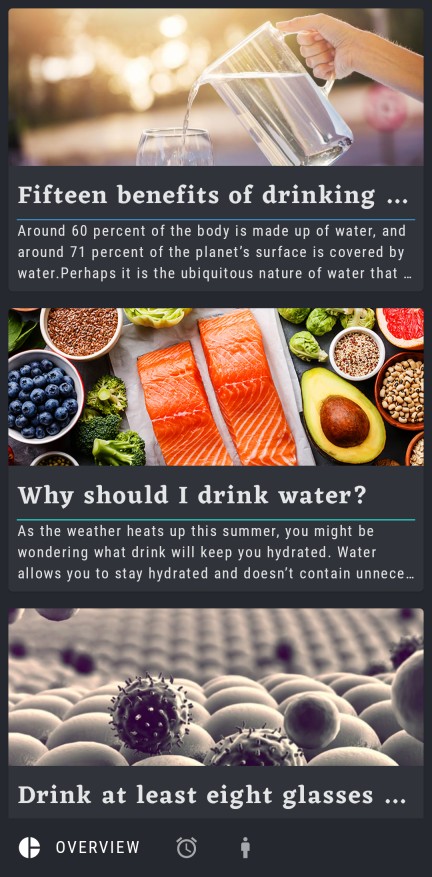 Fifteen benefits of drinking ...
Around 60 percent of the body is made up of water, and
around 71 percent of the planet’s surface is covered by
water.Perhaps it is the ubiquitous nature of water that …
Why should I drink water?
As the weather heats up this summer, you might be
wondering what drink will keep you hydrated. Water
allows you to stay hydrated and doesn’t contain unnece…
Drink at least eight glasses ...
OVERVIEW